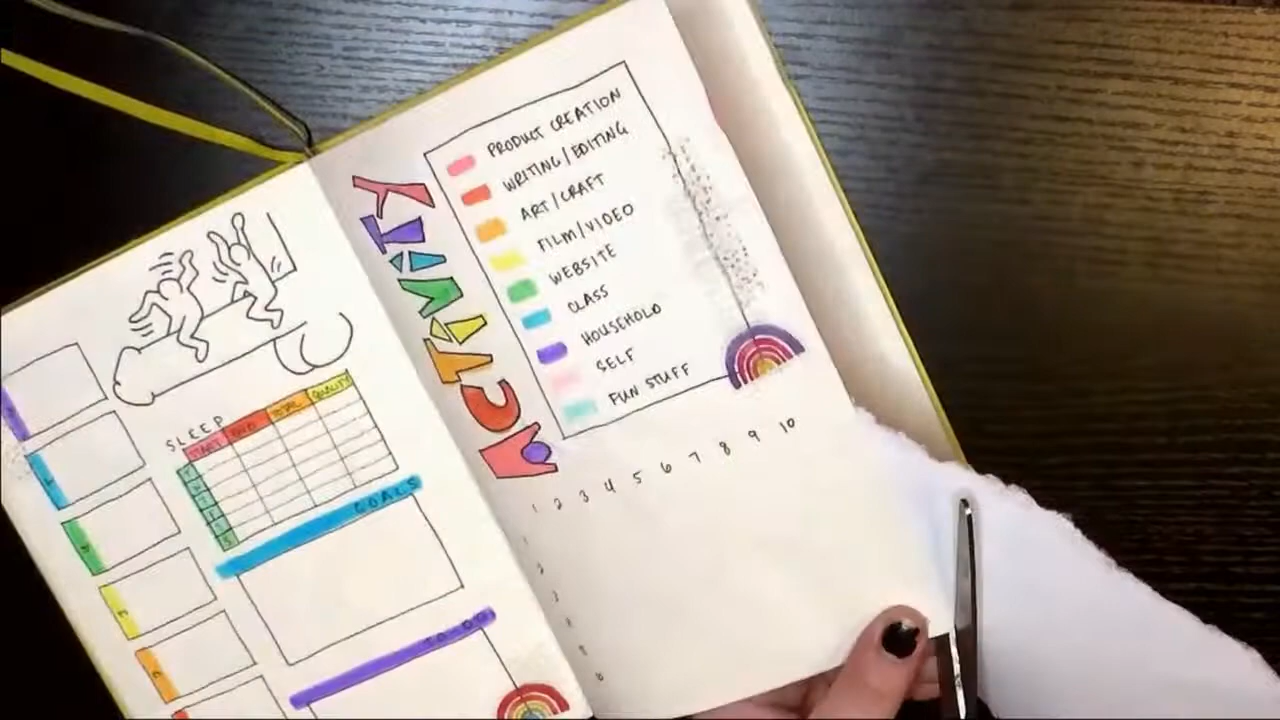 SLEEP
START END TOTAL QUALITY
GOALS
TO-DO
ACTIVITY
PRODUCT CREATION
WRITING/EDITING
ART/CRAFT
FILM/VIDEO
WEBSITE
CLASS
HOUSEHOLD
SELF
FUN STUFF
1 2 3 4 5 6 7 8 9 10